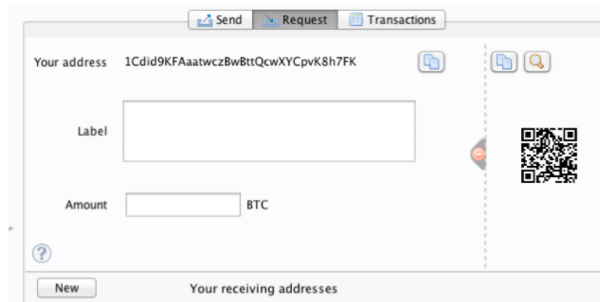 Send Request Transactions
Your address 1Cdid9KFAaatwczBwBttQcwXYCpvK8h7FK
Label
Amount BTC
?
New Your receiving addresses